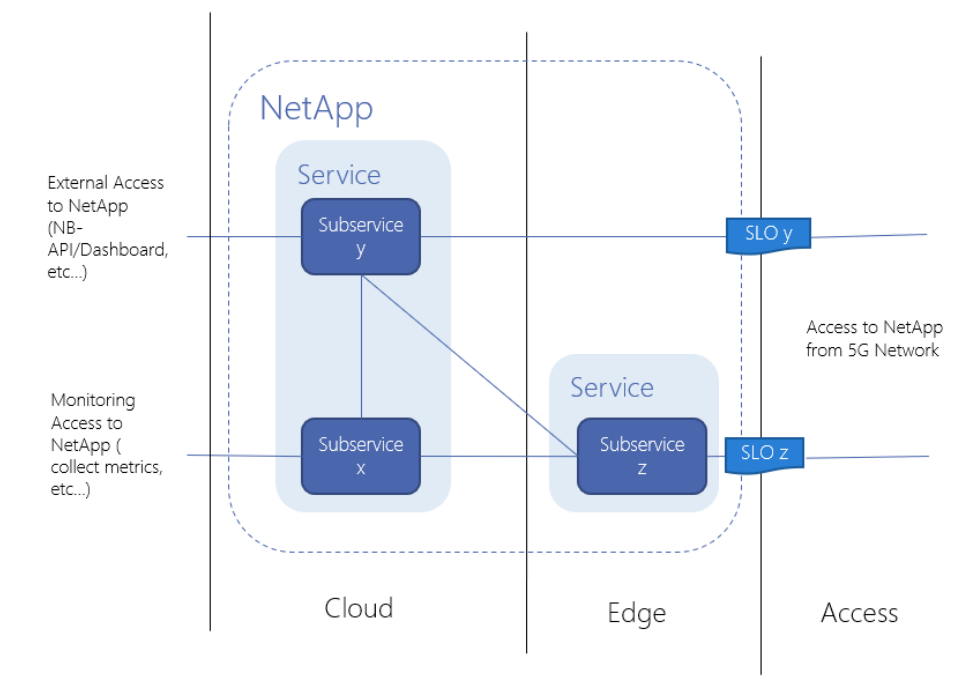 NetApp
Service
External Access
to NetApp
(NB-
API/Dashboard,
etc...)
Subservice
y
SLO y
Access to NetApp
from 5G Network
Service
Monitoring
Access to
NetApp (
collect metrics,
etc...)
Subservice
x
Subservice
z
SLO z
Cloud
Edge
Access